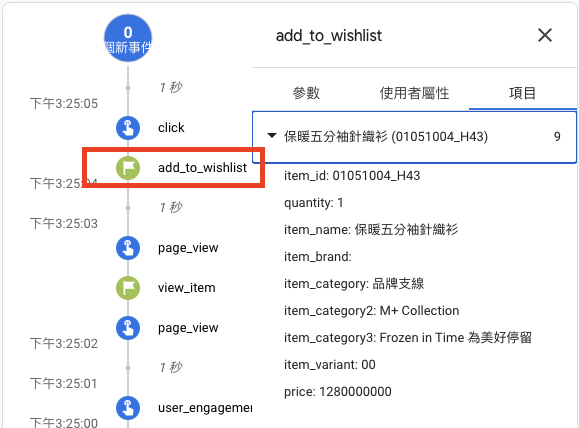 0
個新事件
1 秒
下午3:25:05
click
add_to_wishlist
下午3:25:04
1 秒
下午3:25:03
page_view
view_item
page_view
下午3:25:02
1 秒
下午3:25:01
user_engagemen
下午3:25:00
add_to_wishlist
參數
使用者屬性
項目
保暖五分袖針織衫 (01051004_H43)
9
item_id: 01051004_H43
quantity: 1
item_name: 保暖五分袖針織衫
item_brand:
item_category: 品牌支線
item_category2: M+ Collection
item_category3: Frozen in Time 為美好停留
item_variant: 00
price: 1280000000